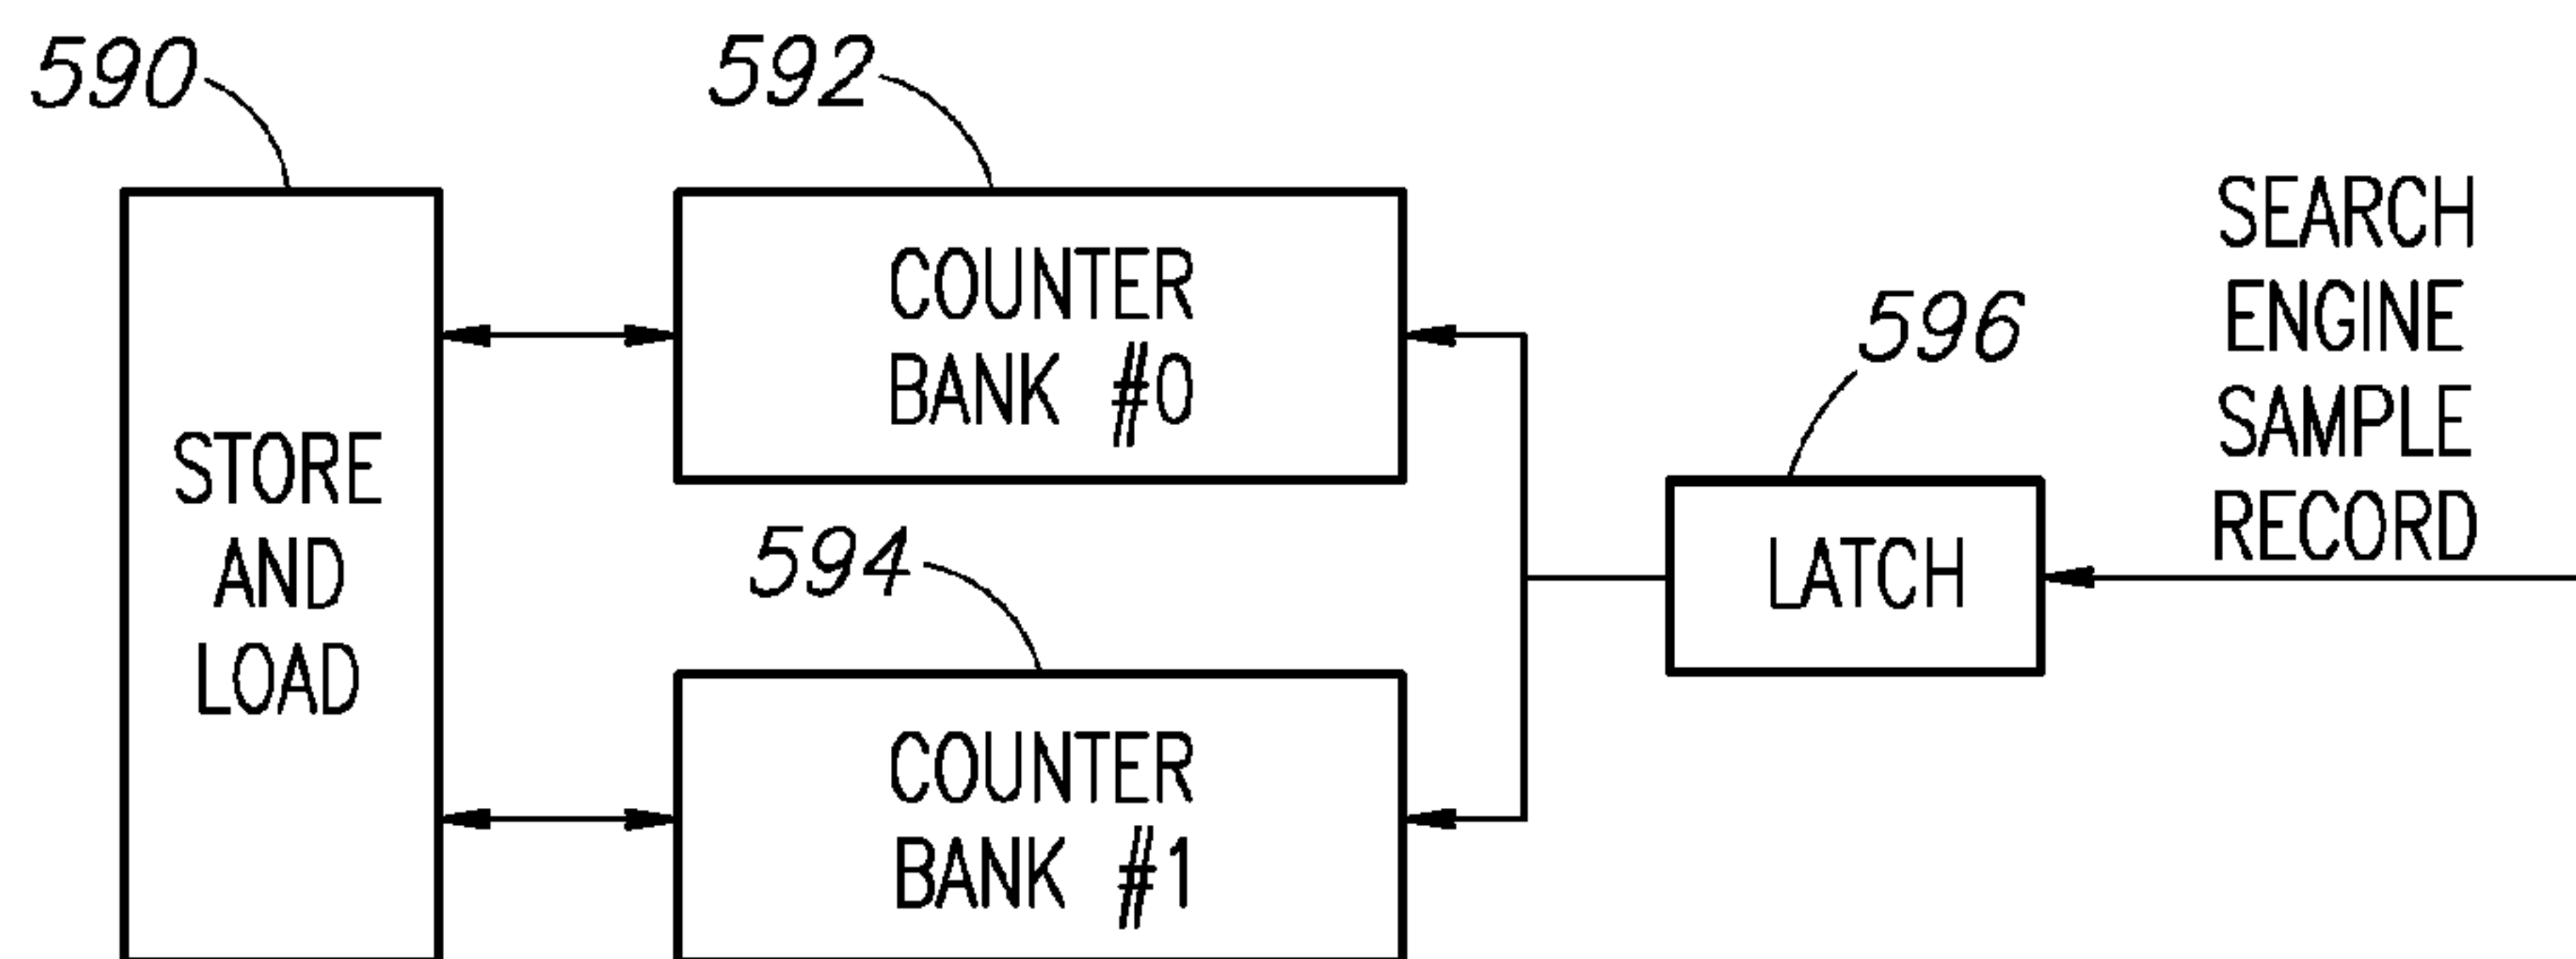 590
592
COUNTER
BANK #0
SEARCH
ENGINE
SAMPLE
RECORD
596
STORE
AND
LOAD
594
LATCH
COUNTER
BANK #1